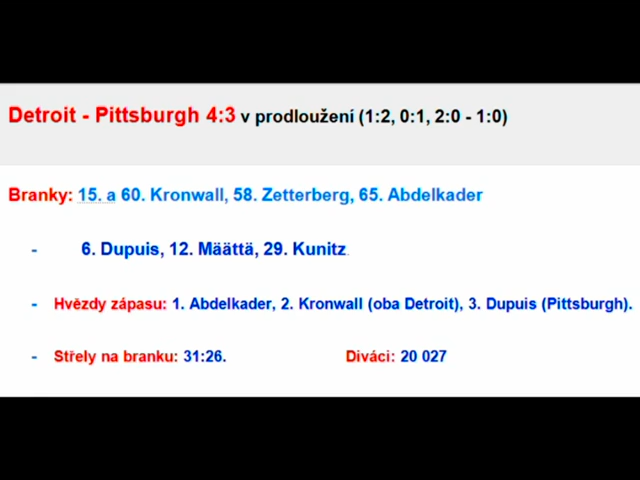 Detroit - Pittsburgh 4:3 v prodloužení (1:2, 0:1, 2:0 - 1:0)
Branky: 15. a 60. Kronwall, 58. Zetterberg, 65. Abdelkader
- 6. Dupuis, 12. Määttä, 29. Kunitz.
- Hvězdy zápasu: 1. Abdelkader, 2. Kronwall (oba Detroit), 3. Dupuis (Pittsburgh).
- Střely na branku: 31:26. Diváci: 20 027